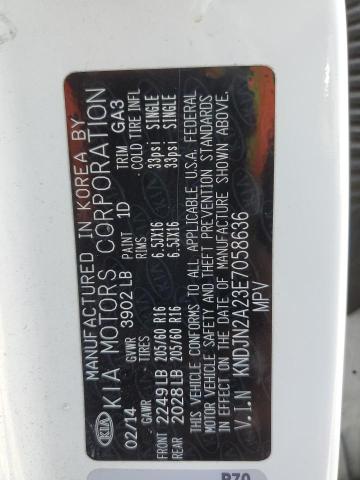 MANUFACTURED IN KOREA BY
KIA KIA MOTORS CORPORATION
02/14 GVWR 3902 LB PAINT 1D TRIM GA3
GAWR TIRES RIMS COLD TIRE INFL
FRONT 2249LB 205/60 R16 6.5JX16 33psi SINGLE
REAR 2028LB 205/60 R16 6.5JX16 33psi SINGLE
THIS VEHICLE CONFORMS TO ALL APPLICABLE U.S.A. FEDERAL
MOTOR VEHICLE SAFETY AND THEFT PREVENTION STANDARDS
IN EFFECT ON THE DATE OF MANUFACTURE SHOWN ABOVE.
V.I.N KNDJN2A23E7058636
MPV